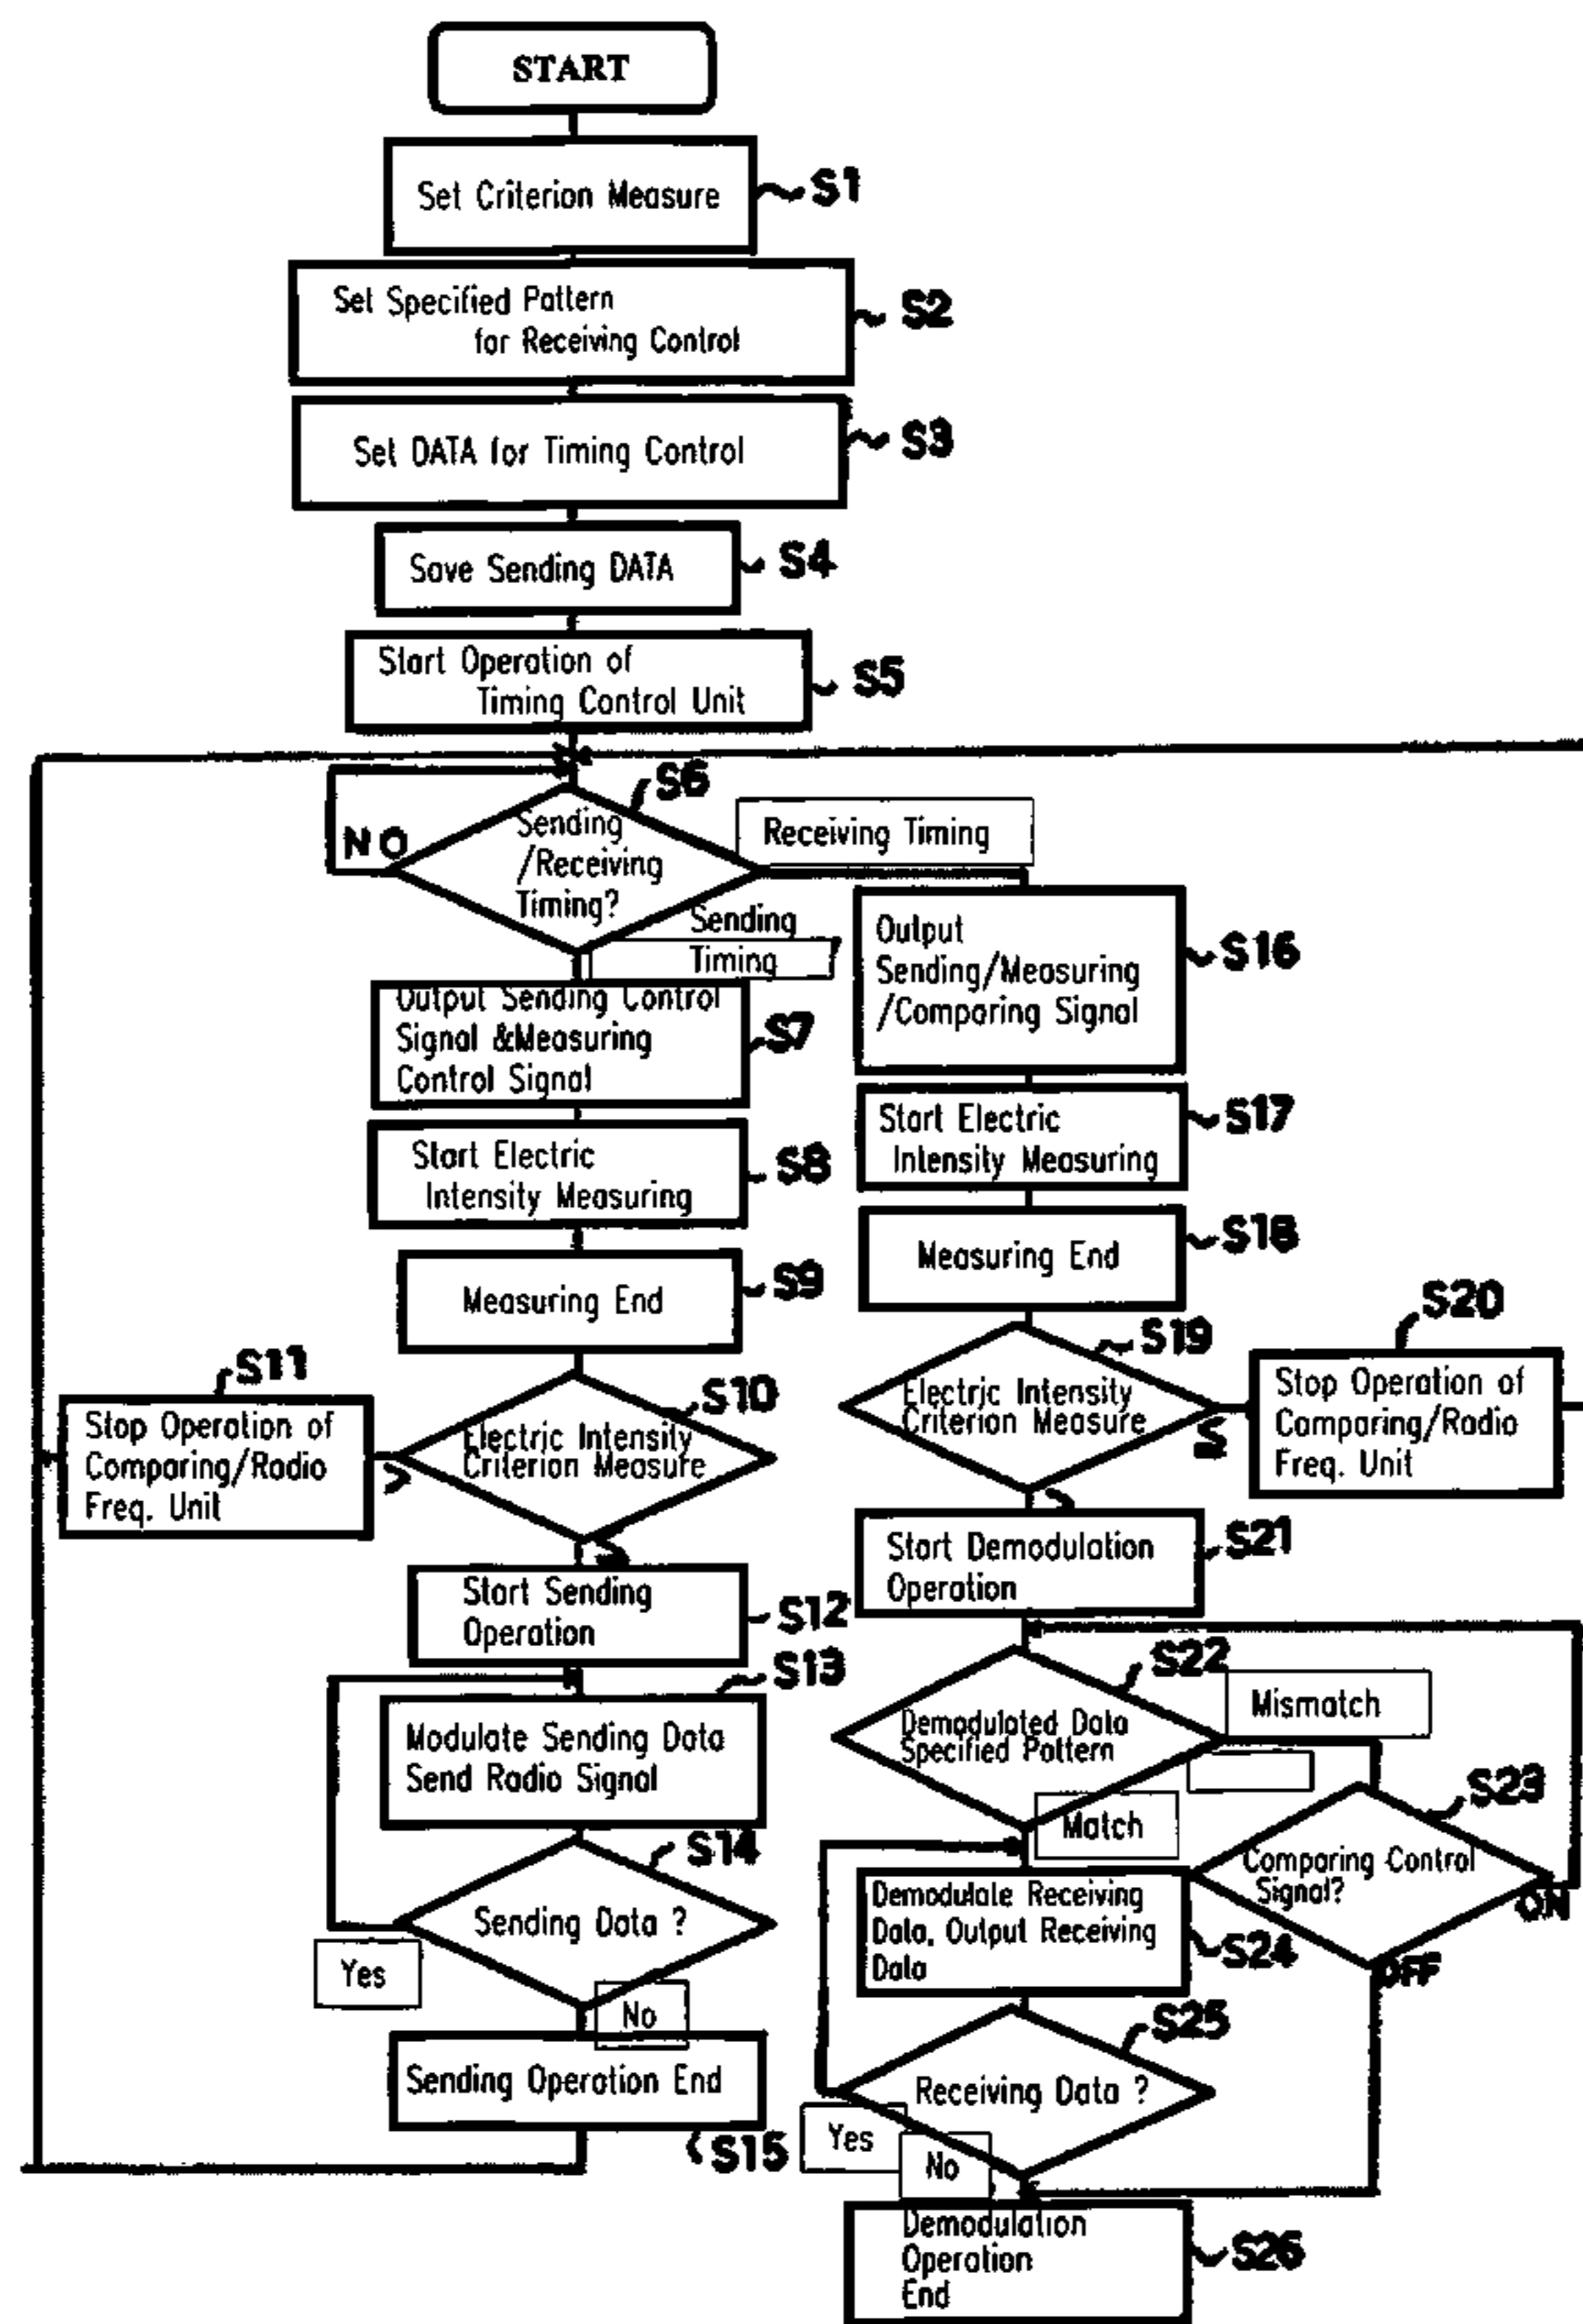 START
Set Criterion Measure
S1
Set Specified Pattern
for Receiving Control
S2
Set DATA for Timing Control
S3
Save Sending DATA
S4
Start Operation of
Timing Control Unit
S5
S6
Sending
/Receiving
Timing?
NO
Receiving Timing
Sending
Timing
Output Sending Control
Signal &Measuring
Control Signal
S7
Start Electric
Intensity Measuring
S8
Measuring End
S9
S10
Electric Intensity
Criterion Measure
>
S11
Stop Operation of
Comparing/Radio
Freq. Unit
Start Sending
Operation
S12
S13
Modulate Sending Data
Send Radio Signal
S14
Sending Data ?
Yes
No
Sending Operation End
S15
Output
Sending/Measuring
/Comparing Signal
S16
Start Electric
Intensity Measuring
S17
Measuring End
S18
S19
Electric Intensity
Criterion Measure
≤
S20
Stop Operation of
Comparing/Radio
Freq. Unit
Start Demodulation
Operation
S21
S22
Demodulated Data
Specified Pattern
Mismatch
Match
S23
Comparing Control
Signal?
ON
OFF
Demodulate Receiving
Data, Output Receiving
Data
S24
S25
Receiving Data ?
Yes
No
Demodulation
Operation
End
S26